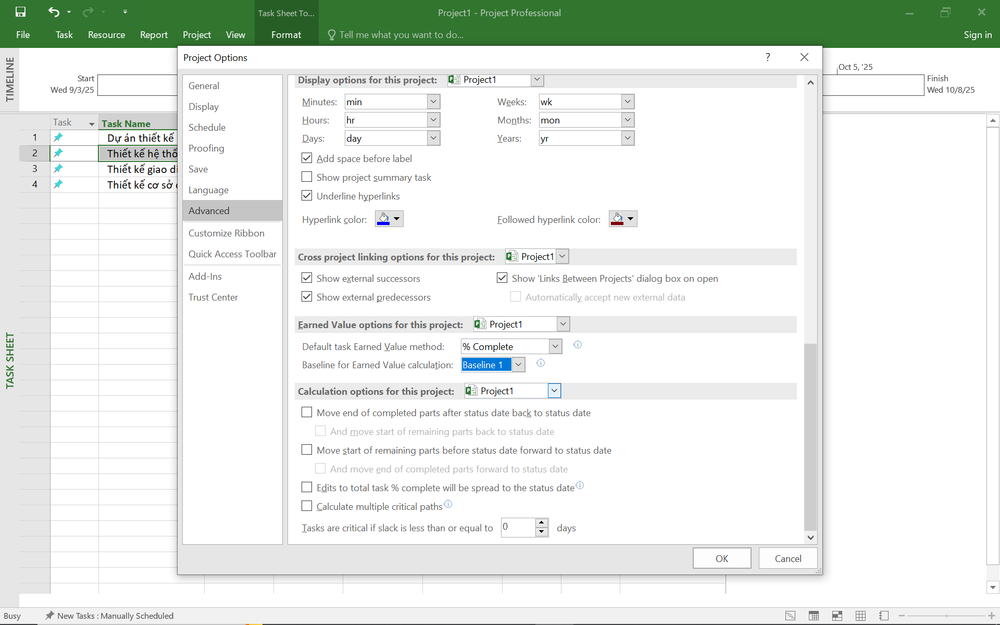 Task Sheet To...
Project1 - Project Professional
File
Task
Resource
Report
Project
View
Format
Tell me what you want to do...
Sign in
TIMELINE
Start
Wed 9/3/25
Oct 5, '25
Finish
Wed 10/8/25
TASK SHEET
Task
Task Name
1
Dự án thiết kế
2
Thiết kế hệ thố
3
Thiết kế giao di
4
Thiết kế cơ sở
Project Options
?
General
Display
Schedule
Proofing
Save
Language
Advanced
Customize Ribbon
Quick Access Toolbar
Add-Ins
Trust Center
Display options for this project:
Project1
Minutes:
min
Weeks:
wk
Hours:
hr
Months:
mon
Days:
day
Years:
yr
Add space before label
Show project summary task
Underline hyperlinks
Hyperlink color:
Followed hyperlink color:
Cross project linking options for this project:
Project1
Show external successors
Show 'Links Between Projects' dialog box on open
Show external predecessors
Automatically accept new external data
Earned Value options for this project:
Project1
Default task Earned Value method:
% Complete
Baseline for Earned Value calculation:
Baseline 1
Calculation options for this project:
Project1
Move end of completed parts after status date back to status date
And move start of remaining parts back to status date
Move start of remaining parts before status date forward to status date
And move end of completed parts forward to status date
Edits to total task % complete will be spread to the status date
Calculate multiple critical paths
Tasks are critical if slack is less than or equal to
0
days
OK
Cancel
Busy
New Tasks : Manually Scheduled